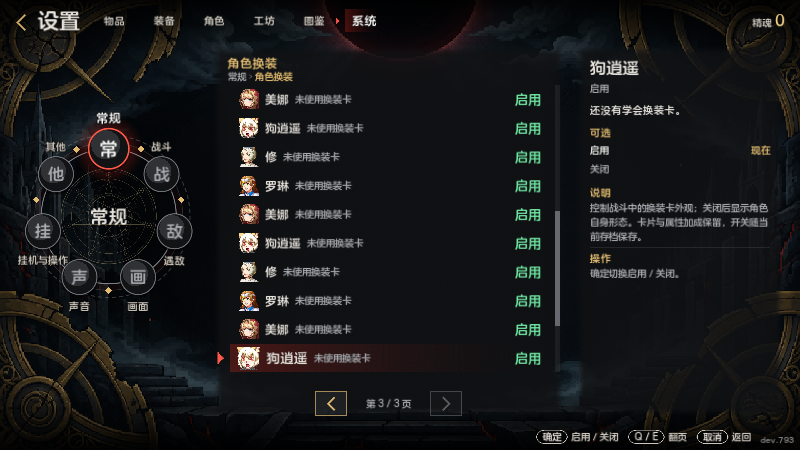 设置 物品 装备 角色 工坊 图鉴 系统 精魂 0
角色换装
常规 · 角色换装
美娜 未使用换装卡 启用
狗逍遥 未使用换装卡 启用
修 未使用换装卡 启用
罗琳 未使用换装卡 启用
美娜 未使用换装卡 启用
狗逍遥 未使用换装卡 启用
修 未使用换装卡 启用
罗琳 未使用换装卡 启用
美娜 未使用换装卡 启用
狗逍遥 未使用换装卡 启用
第 3 / 3 页
常规
常
其他
他
战斗
战
常规
挂
挂机与操作
敌
遇敌
声
声音
画
画面
狗逍遥
启用
还没有学会换装卡。
可选
启用 现在
关闭
说明
控制战斗中的换装卡外观；关闭后显示角色
自身形态。卡片与属性加成保留，开关随当
前存档保存。
操作
确定切换启用 / 关闭。
确定 启用 / 关闭 Q / E 翻页 取消 返回 dev.793